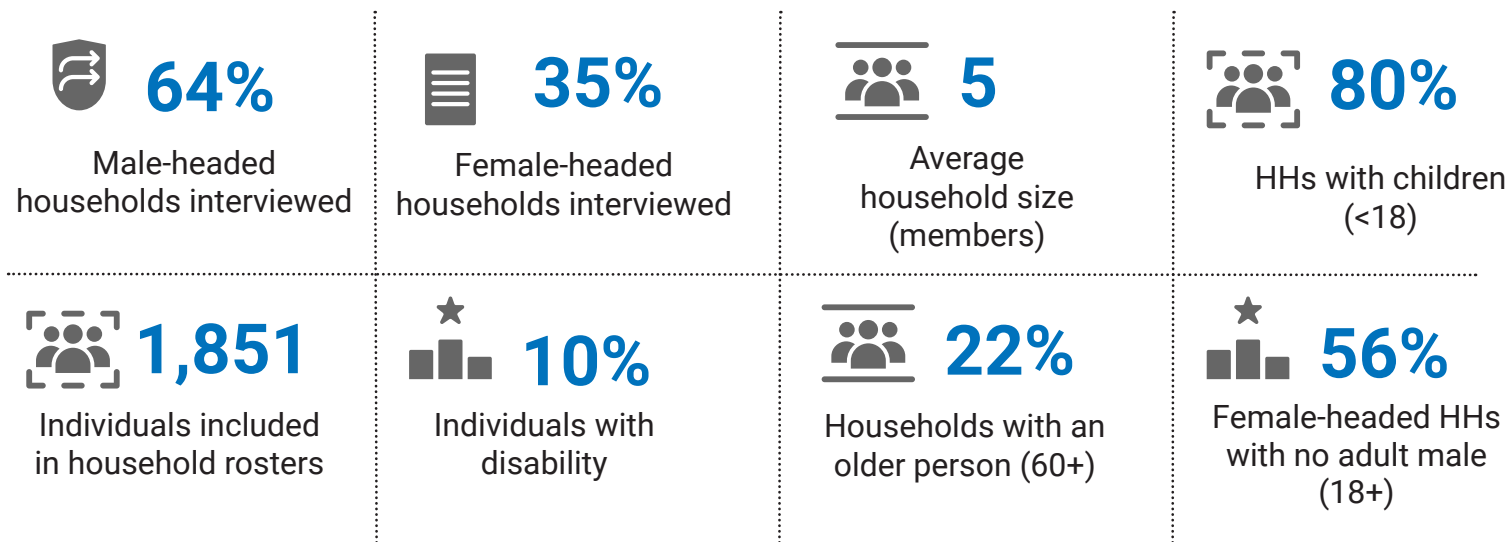 64%
Male-headed
households interviewed
35%
Female-headed
households interviewed
5
Average
household size
(members)
80%
HHs with children
(<18)
1,851
Individuals included
in household rosters
10%
Individuals with
disability
22%
Households with an
older person (60+)
56%
Female-headed HHs
with no adult male
(18+)